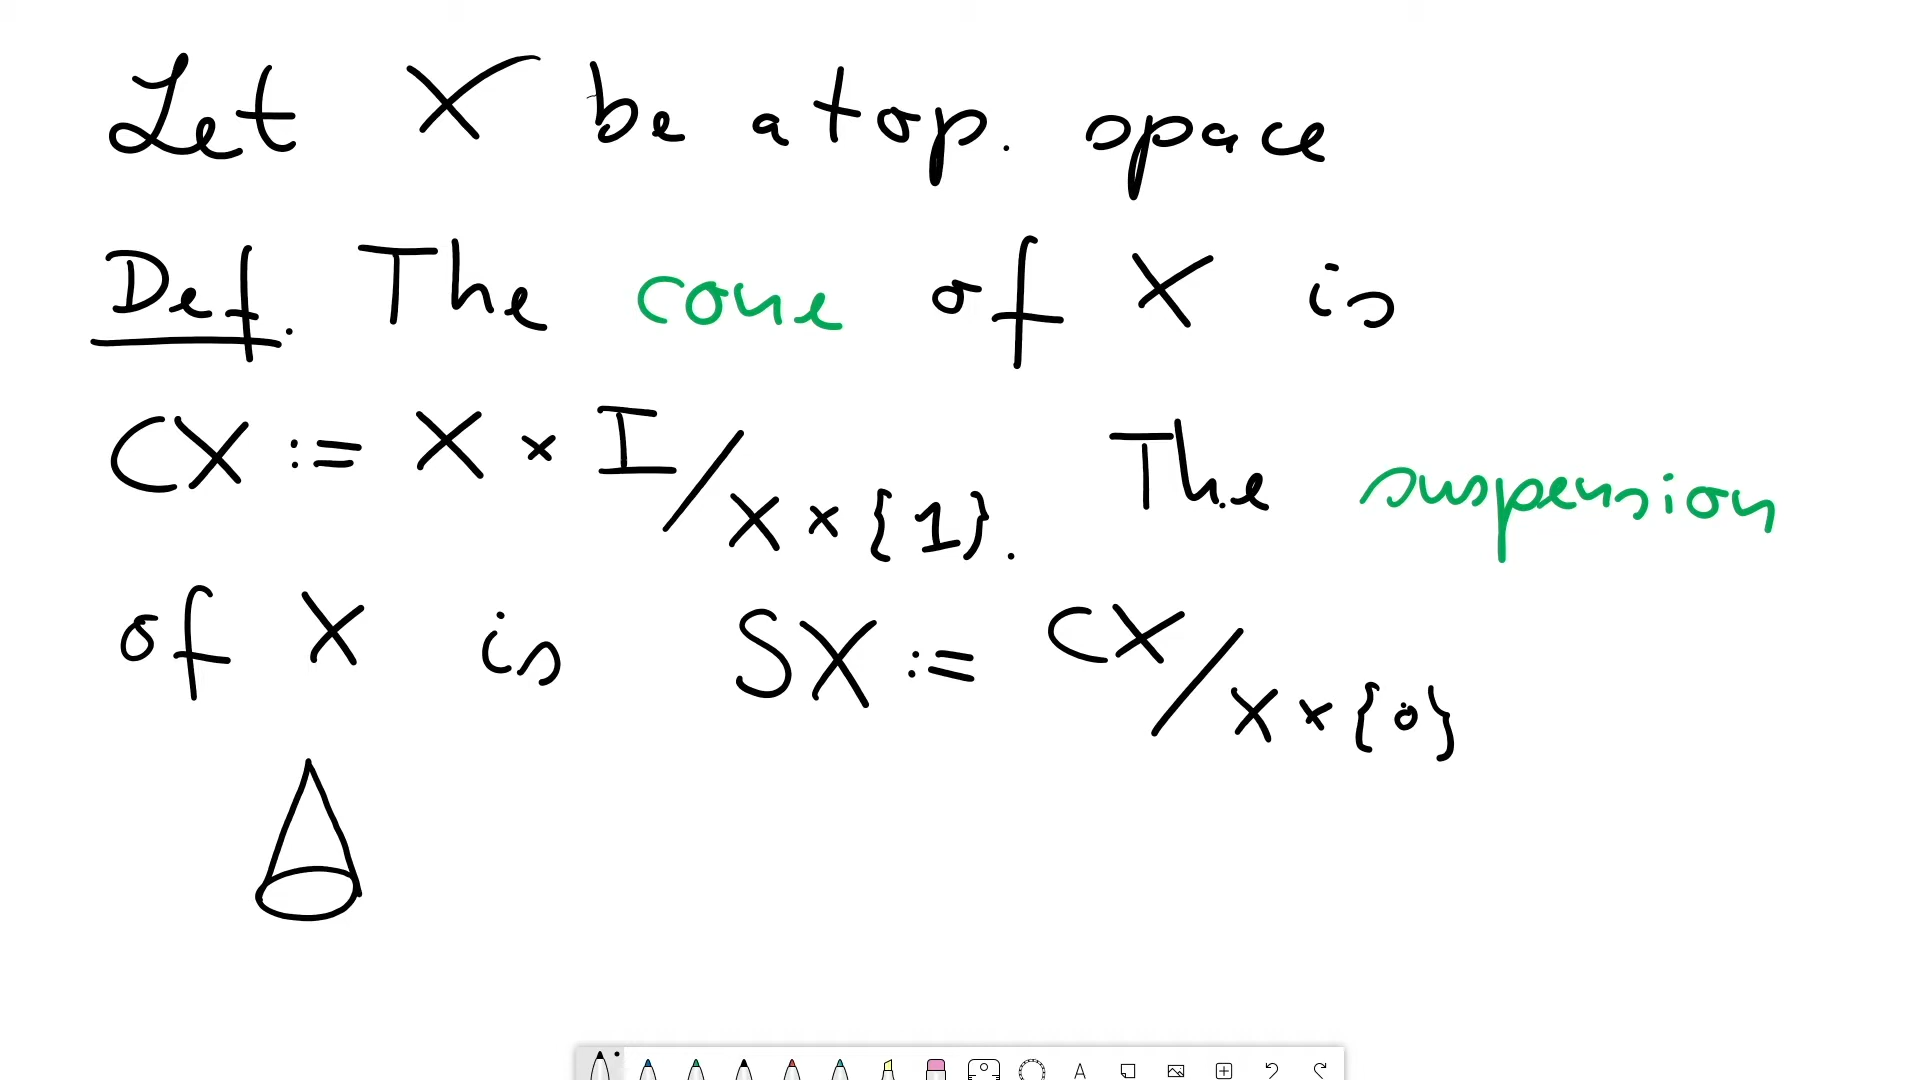 Let X be a top. space
Def. The cone of X is
CX := X × I / X × {1}. The suspension
of X is SX := CX / X × {0}